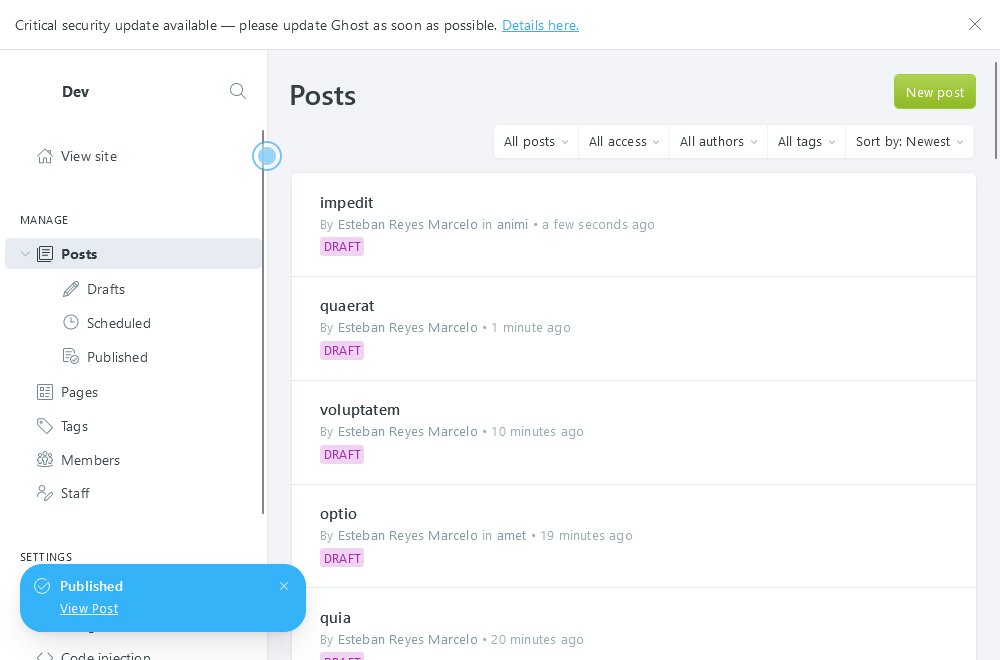 Critical security update available — please update Ghost as soon as possible. Details here.
Dev
View site
MANAGE
Posts
Drafts
Scheduled
Published
Pages
Tags
Members
Staff
SETTINGS
Code injection
Published
View Post
Posts
New post
All posts
All access
All authors
All tags
Sort by: Newest
impedit
By Esteban Reyes Marcelo in animi • a few seconds ago
DRAFT
quaerat
By Esteban Reyes Marcelo • 1 minute ago
DRAFT
voluptatem
By Esteban Reyes Marcelo • 10 minutes ago
DRAFT
optio
By Esteban Reyes Marcelo in amet • 19 minutes ago
DRAFT
quia
By Esteban Reyes Marcelo • 20 minutes ago
DRAFT